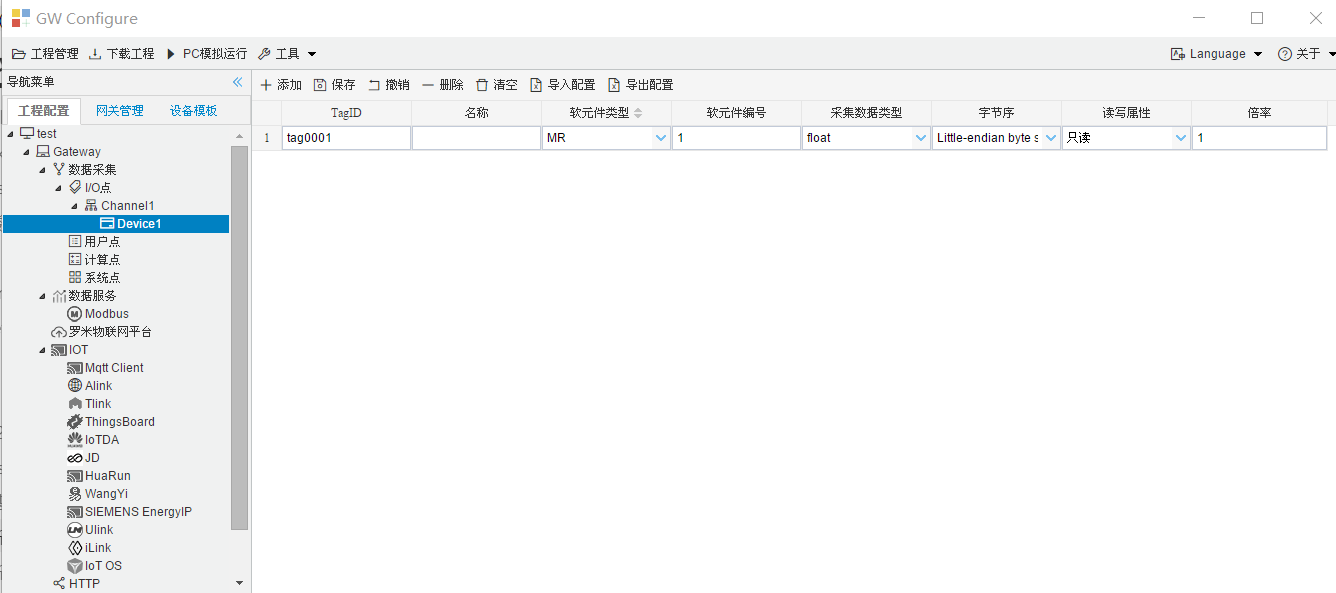 GW Configure
工程管理 下载工程 PC模拟运行 工具 Language 关于
导航菜单
添加 保存 撤销 删除 清空 导入配置 导出配置
工程配置 网关管理 设备模板
TagID 名称 软元件类型 软元件编号 采集数据类型 字节序 读写属性 倍率
1 tag0001 MR 1 float Little-endian byte s 只读 1
test
Gateway
数据采集
I/O点
Channel1
Device1
用户点
计算点
系统点
数据服务
Modbus
罗米物联网平台
IOT
Mqtt Client
Alink
Tlink
ThingsBoard
IoTDA
JD
HuaRun
WangYi
SIEMENS EnergyIP
Ulink
iLink
IoT OS
HTTP